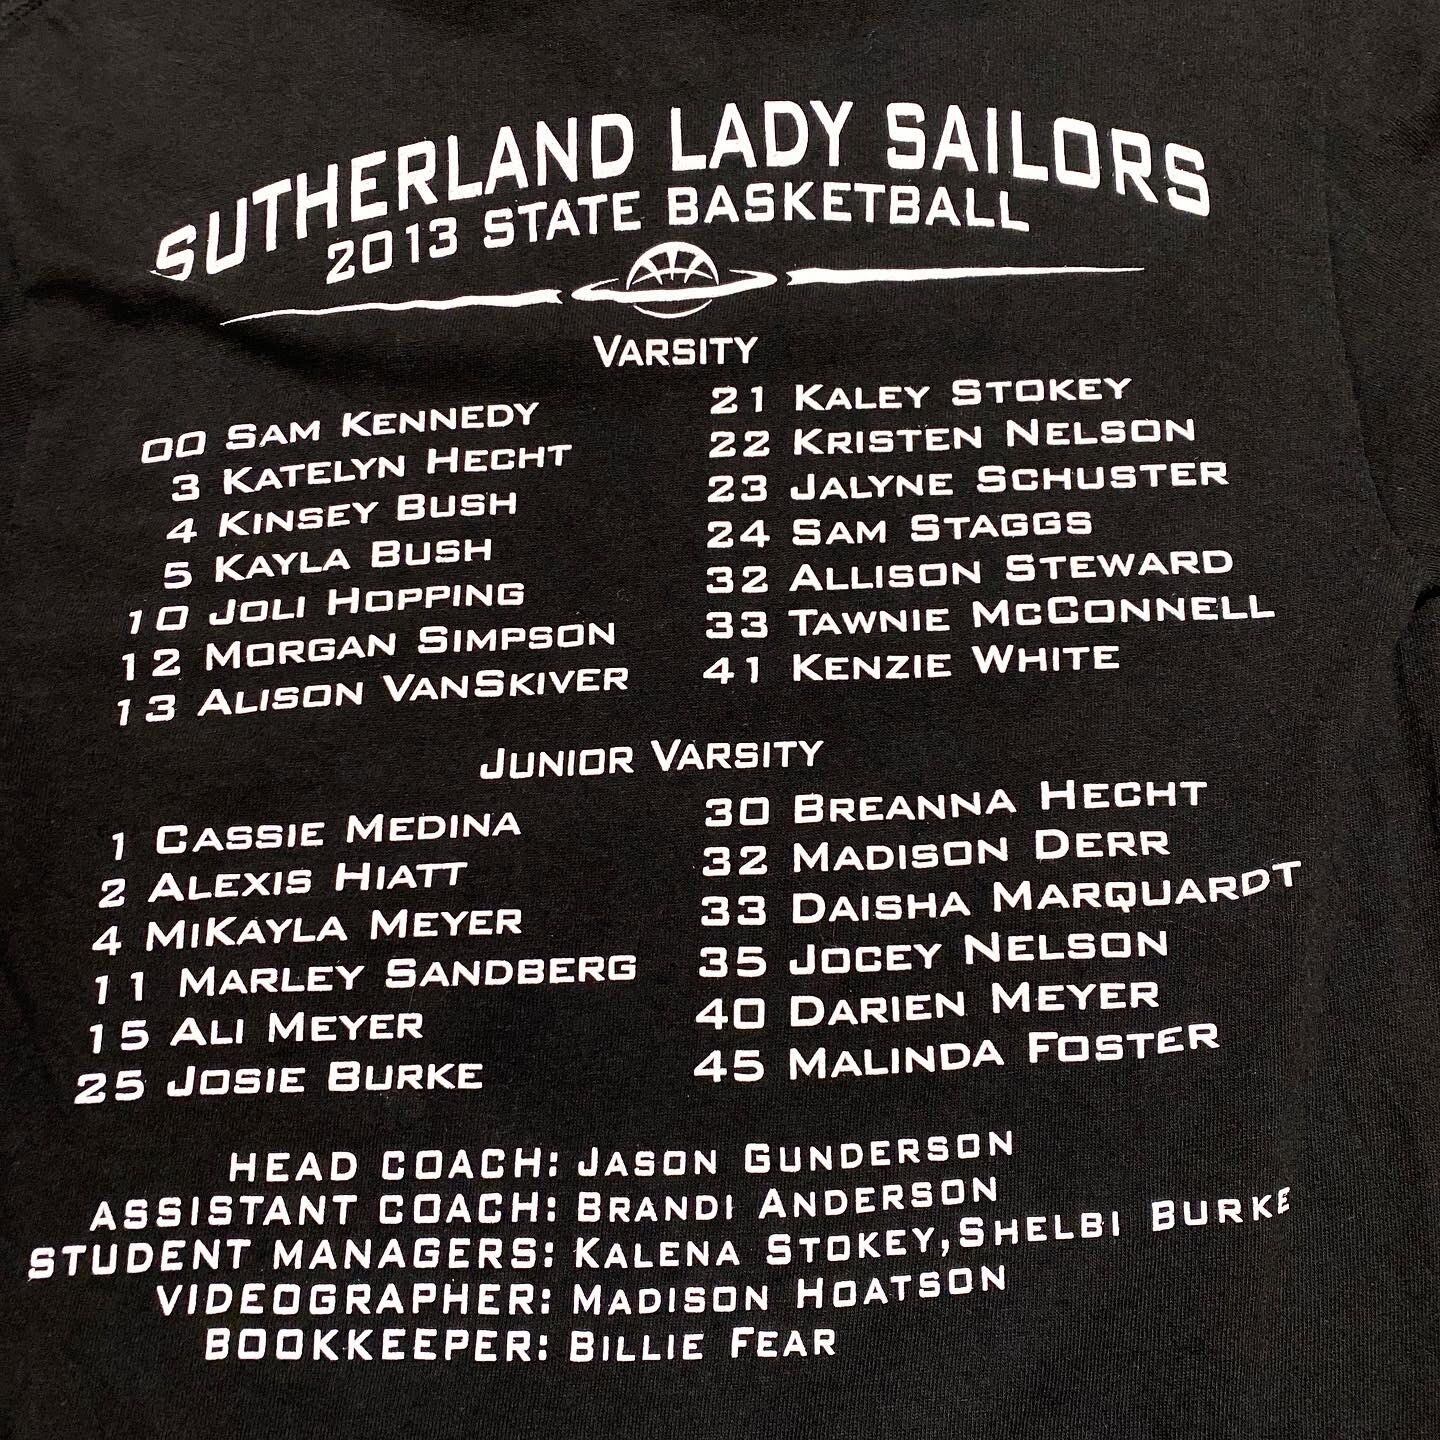 SUTHERLAND LADY SAILORS
2013 STATE BASKETBALL
VARSITY
00 SAM KENNEDY
3 KATELYN HECHT
4 KINSEY BUSH
5 KAYLA BUSH
10 JOLI HOPPING
12 MORGAN SIMPSON
13 ALISON VANSKIVER
21 KALEY STOKEY
22 KRISTEN NELSON
23 JALYNE SCHUSTER
24 SAM STAGGS
32 ALLISON STEWARD
33 TAWNIE MCCONNELL
41 KENZIE WHITE
JUNIOR VARSITY
1 CASSIE MEDINA
2 ALEXIS HIATT
4 MIKAYLA MEYER
11 MARLEY SANDBERG
15 ALI MEYER
25 JOSIE BURKE
30 BREANNA HECHT
32 MADISON DERR
33 DAISHA MARQUARDT
35 JOCEY NELSON
40 DARIEN MEYER
45 MALINDA FOSTER
HEAD COACH: JASON GUNDERSON
ASSISTANT COACH: BRANDI ANDERSON
STUDENT MANAGERS: KALENA STOKEY, SHELBI BURKE
VIDEOGRAPHER: MADISON HOATSON
BOOKKEEPER: BILLIE FEAR